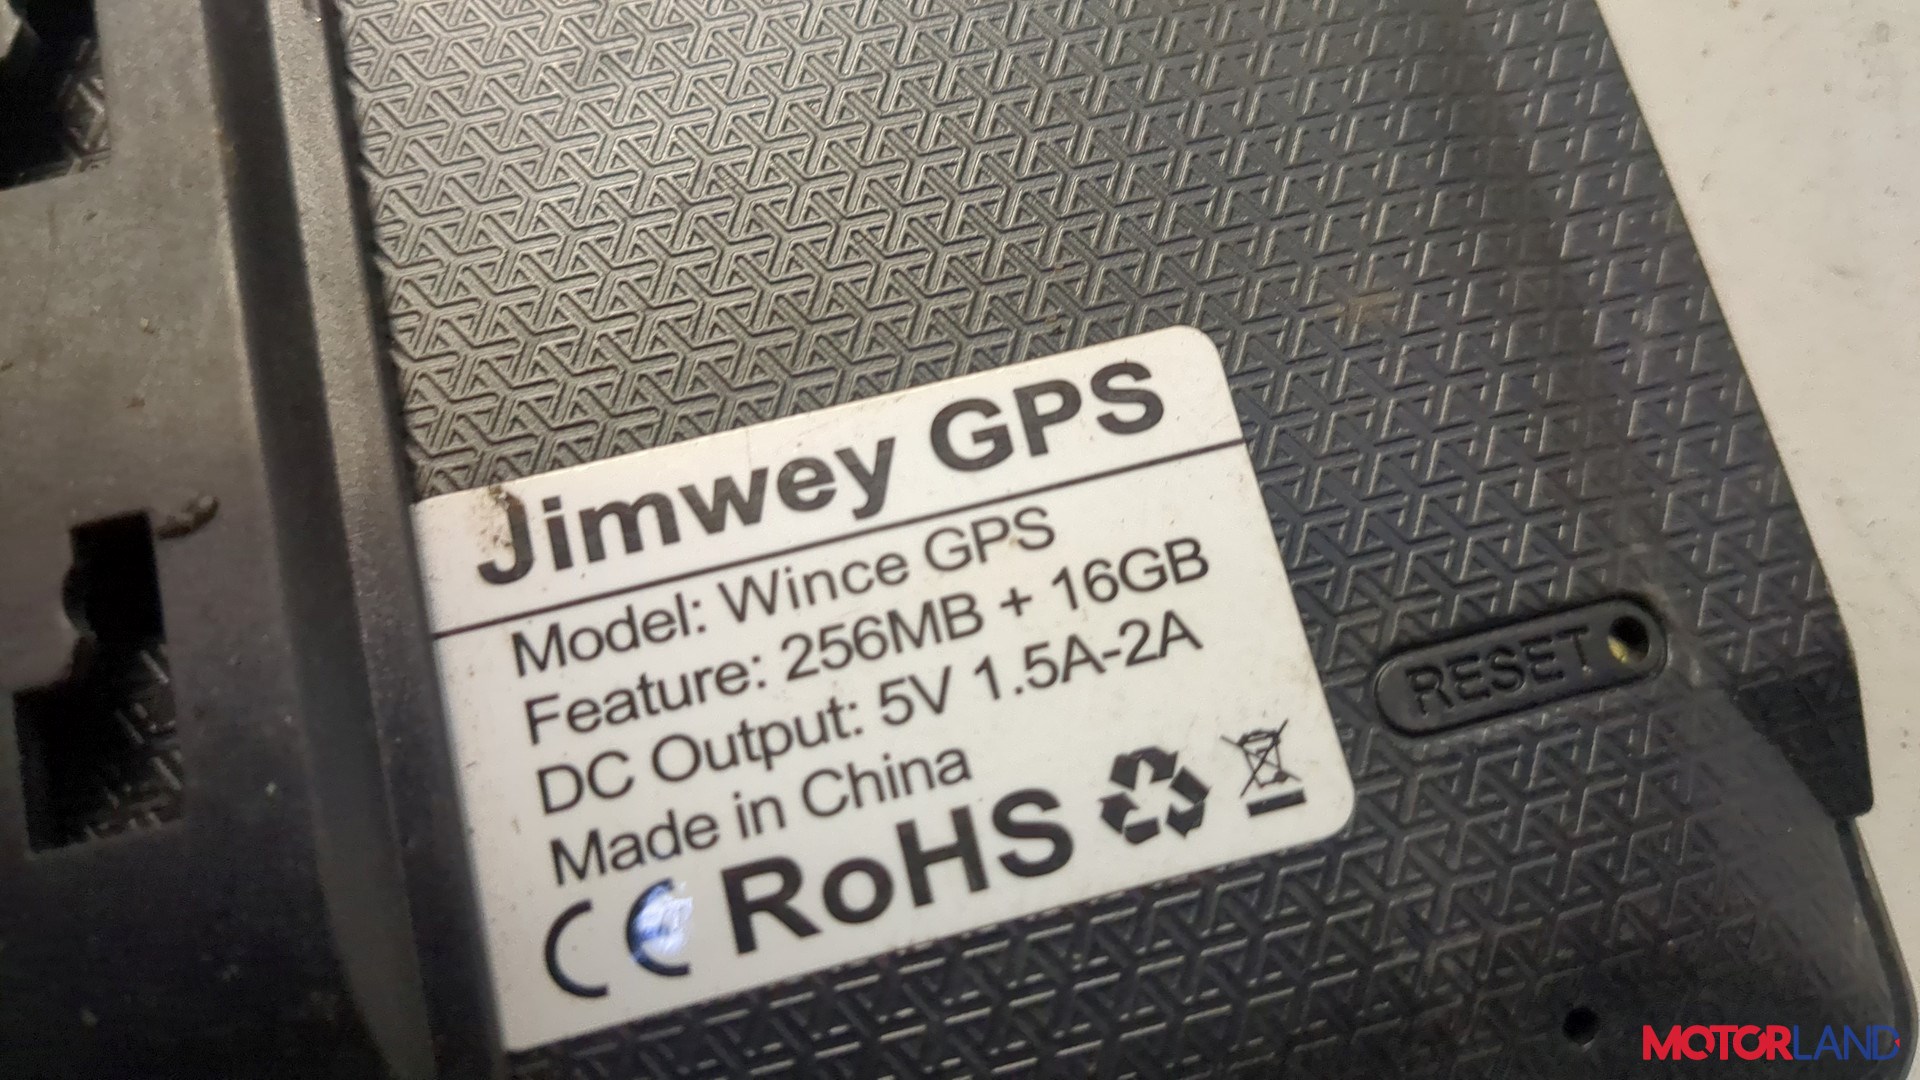 Jimwey GPS
Model: Wince GPS
Feature: 256MB + 16GB
DC Output: 5V 1.5A-2A
Made in China
CE RoHS
RESET
MOTORLAND